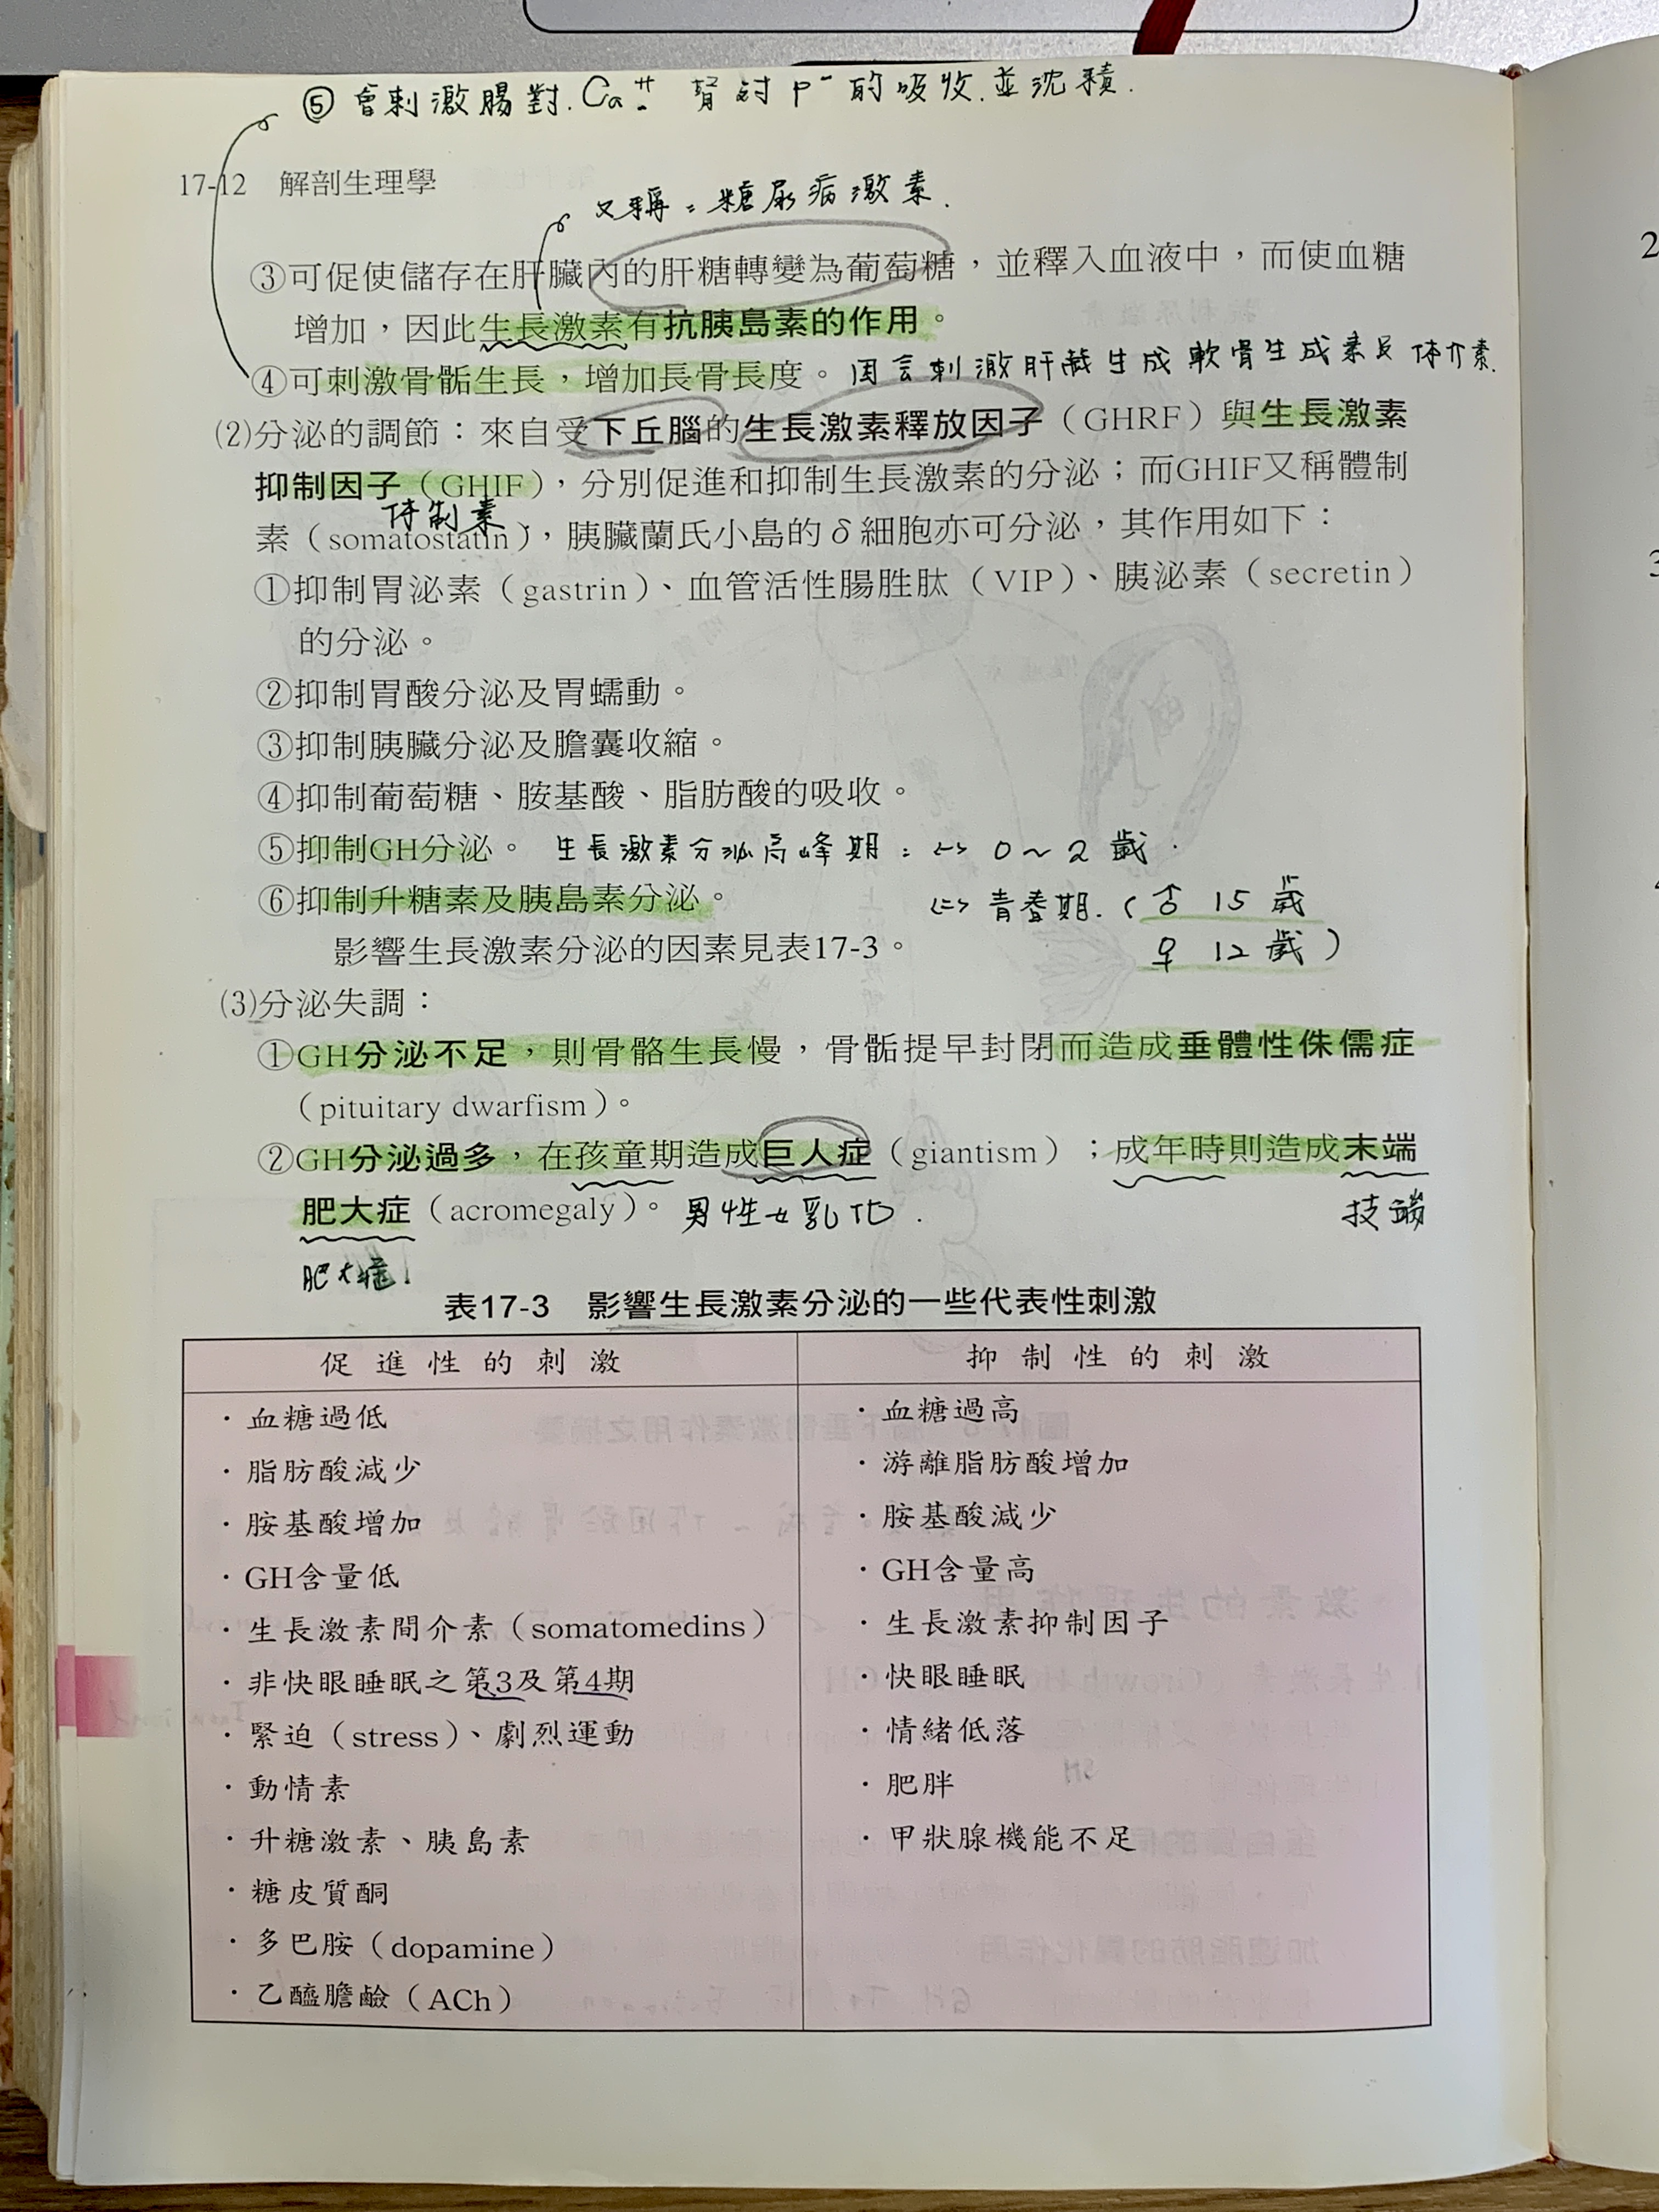 ⑤ 會刺激腸對.Ca⁺⁺ 腎對 P⁻ 的吸收.並沈積.
17-12 解剖生理學
又稱:糖尿病激素.
③可促使儲存在肝臟內的肝糖轉變為葡萄糖，並釋入血液中，而使血糖
增加，因此生長激素有抗胰島素的作用。
④可刺激骨骺生長，增加長骨長度。因會刺激肝臟生成軟骨生成素及 体介素.
⑵分泌的調節：來自受下丘腦的生長激素釋放因子（GHRF）與生長激素
抑制因子（GHIF），分別促進和抑制生長激素的分泌；而GHIF又稱體制
体制素
素（somatostatin），胰臟蘭氏小島的δ細胞亦可分泌，其作用如下：
①抑制胃泌素（gastrin）、血管活性腸胜肽（VIP）、胰泌素（secretin）
的分泌。
②抑制胃酸分泌及胃蠕動。
③抑制胰臟分泌及膽囊收縮。
④抑制葡萄糖、胺基酸、脂肪酸的吸收。
⑤抑制GH分泌。 生長激素分泌高峰期：<一> 0～2 歲.
⑥抑制升糖素及胰島素分泌。 <二> 青春期.（♂ 15 歲
影響生長激素分泌的因素見表17-3。 ♀ 12 歲）
⑶分泌失調：
①GH分泌不足，則骨骼生長慢，骨骺提早封閉而造成垂體性侏儒症
（pituitary dwarfism）。
②GH分泌過多，在孩童期造成巨人症（giantism）；成年時則造成末端
肥大症（acromegaly）。男性女乳化. 技端
肥大症
表17-3 影響生長激素分泌的一些代表性刺激
促進性的刺激 抑制性的刺激
・血糖過低 ・血糖過高
・脂肪酸減少 ・游離脂肪酸增加
・胺基酸增加 ・胺基酸減少
・GH含量低 ・GH含量高
・生長激素間介素（somatomedins） ・生長激素抑制因子
・非快眼睡眠之第3及第4期 ・快眼睡眠
・緊迫（stress）、劇烈運動 ・情緒低落
・動情素 ・肥胖
・升糖激素、胰島素 ・甲狀腺機能不足
・糖皮質酮
・多巴胺（dopamine）
・乙醯膽鹼（ACh）